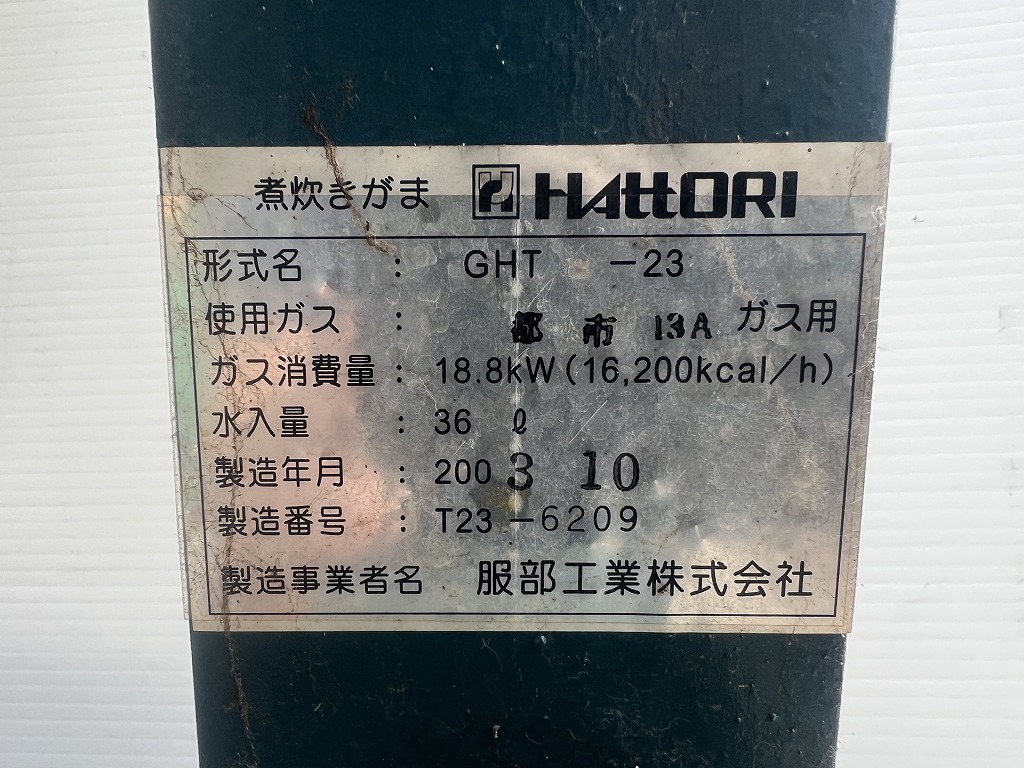 煮炊きがま HAttORI
形式名 : GHT -23
使用ガス : 都市 13A ガス用
ガス消費量 : 18.8kW(16,200kcal/h)
水入量 : 36 ℓ
製造年月 : 2003 10
製造番号 : T23-6209
製造事業者名 服部工業株式会社